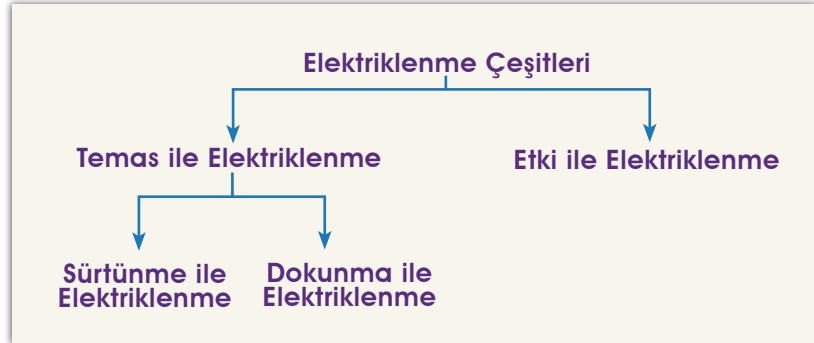 Elektriklenme Çeşitleri
Temas ile Elektriklenme
Etki ile Elektriklenme
Sürtünme ile
Elektriklenme
Dokunma ile
Elektriklenme